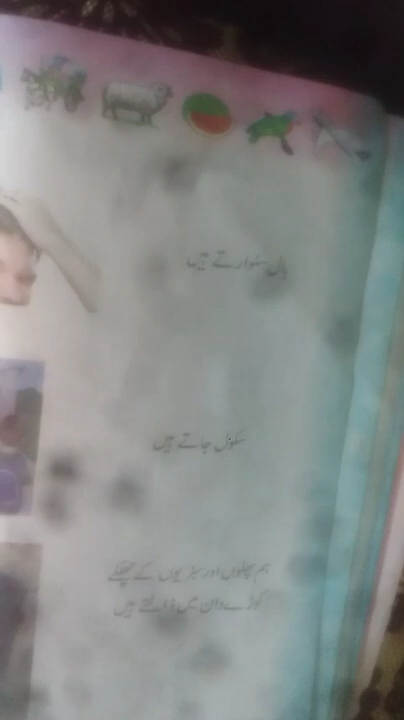 بال سنوارتے ہیں
سکول جاتے ہیں
ہم پھلوں اور سبزیوں کے چھلکے
کوڑے دان میں ڈالتے ہیں